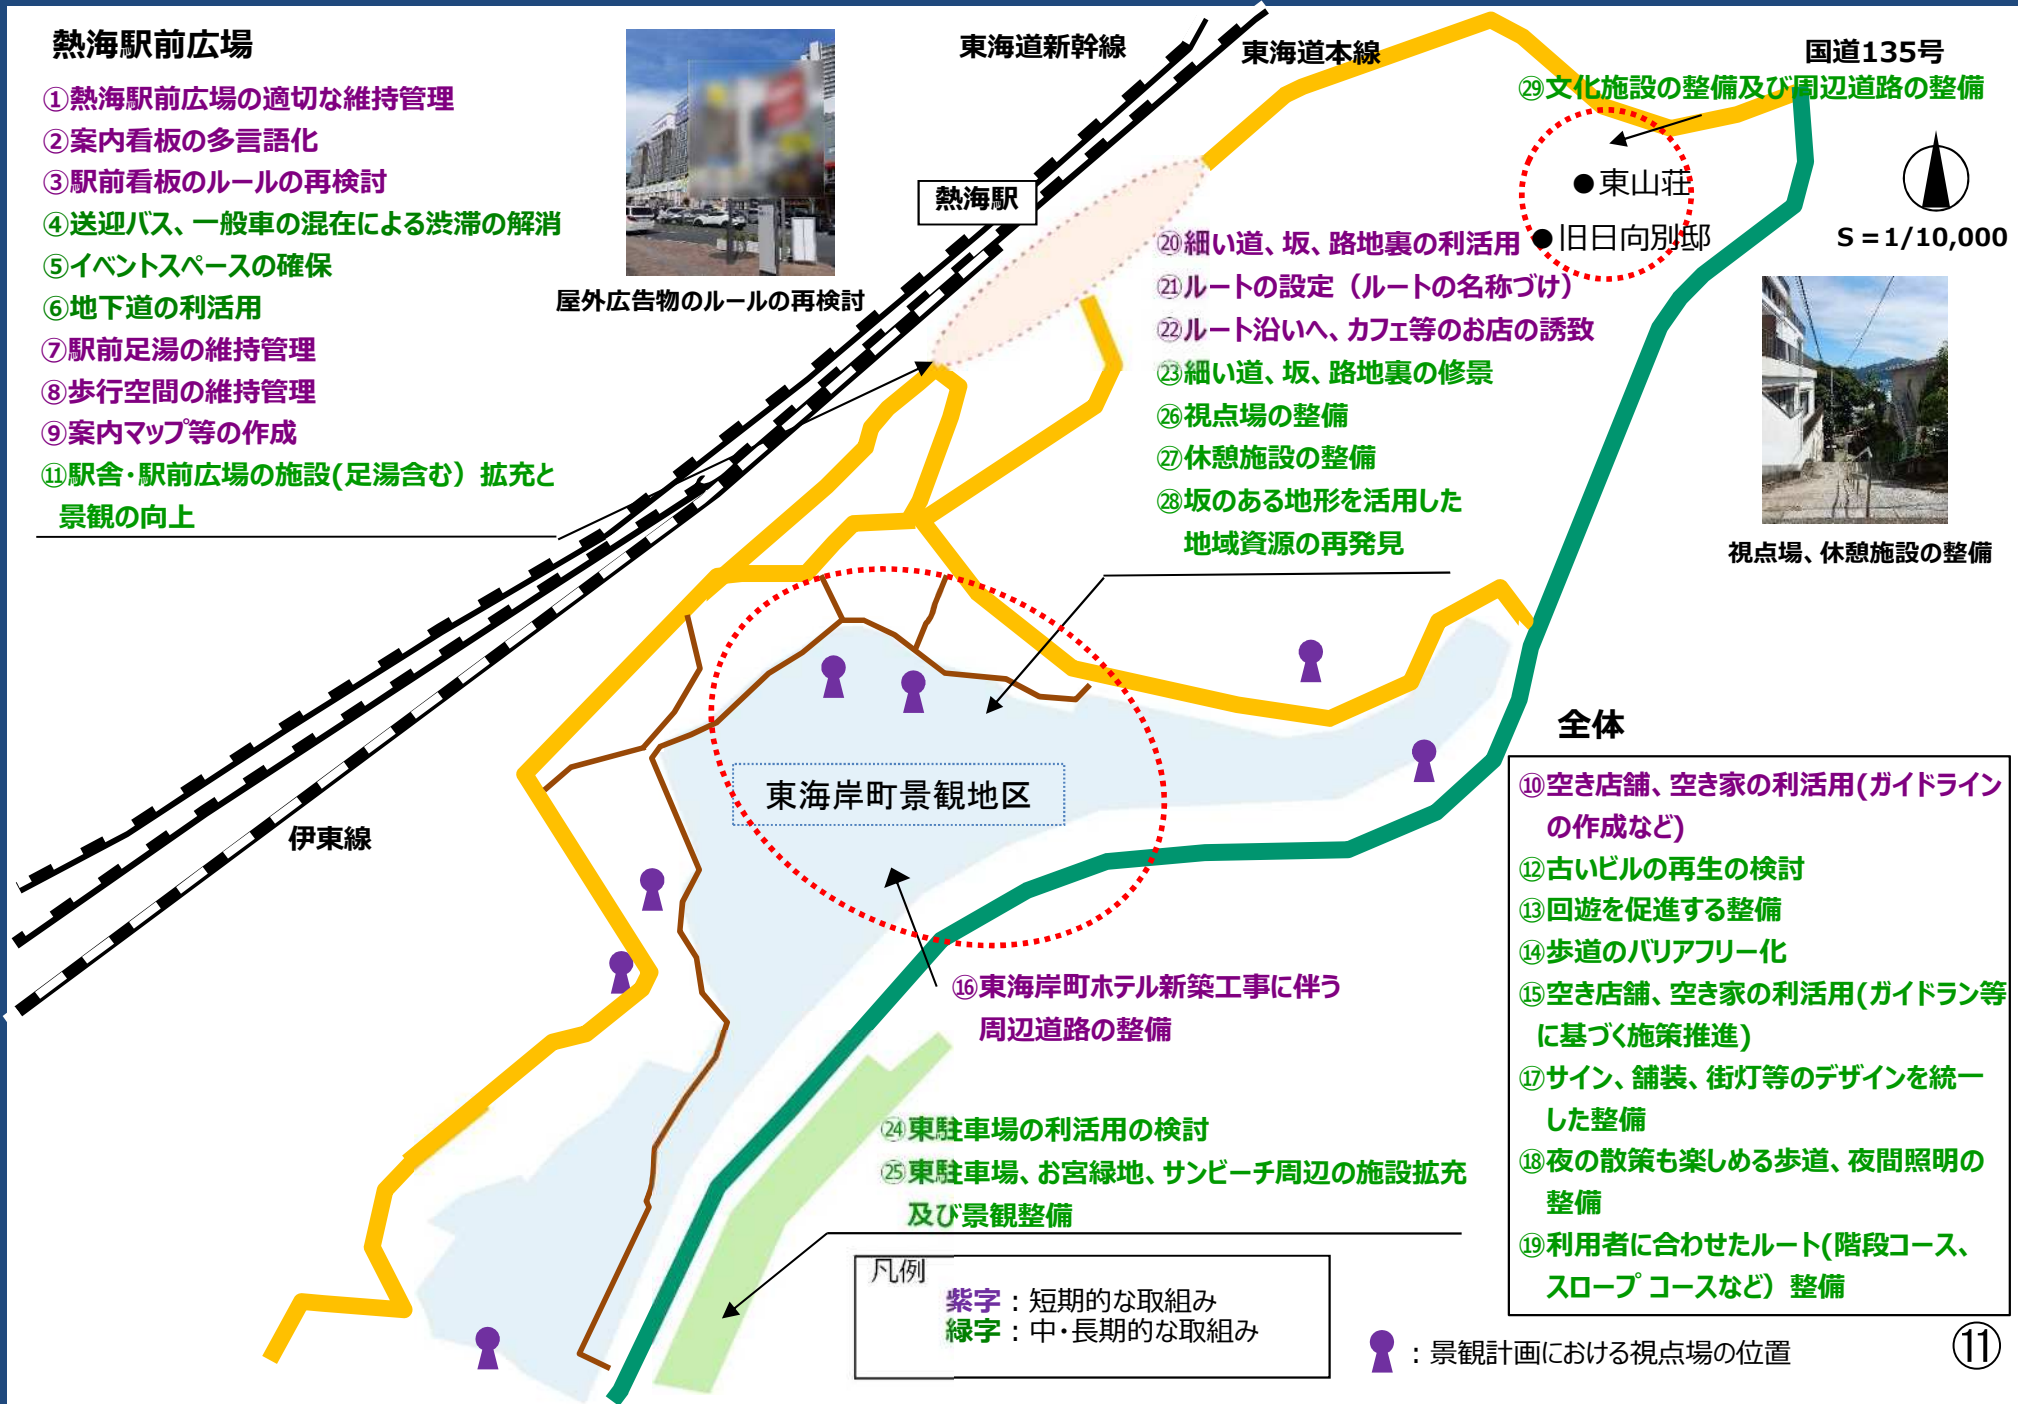 熱海駅前広場
①熱海駅前広場の適切な維持管理
②案内看板の多言語化
③駅前看板のルールの再検討
④送迎バス、一般車の混在による渋滞の解消
⑤イベントスペースの確保
⑥地下道の利活用
⑦駅前足湯の維持管理
⑧歩行空間の維持管理
⑨案内マップ等の作成
⑪駅舎・駅前広場の施設(足湯含む）拡充と
景観の向上
屋外広告物のルールの再検討
東海道新幹線
東海道本線
熱海駅
国道135号
㉙文化施設の整備及び周辺道路の整備
●東山荘
●旧日向別邸
S＝1/10,000
⑳細い道、坂、路地裏の利活用
㉑ルートの設定（ルートの名称づけ）
㉒ルート沿いへ、カフェ等のお店の誘致
㉓細い道、坂、路地裏の修景
㉖視点場の整備
㉗休憩施設の整備
㉘坂のある地形を活用した
地域資源の再発見
視点場、休憩施設の整備
伊東線
東海岸町景観地区
⑯東海岸町ホテル新築工事に伴う
周辺道路の整備
㉔東駐車場の利活用の検討
㉕東駐車場、お宮緑地、サンビーチ周辺の施設拡充
及び景観整備
全体
⑩空き店舗、空き家の利活用(ガイドライン
の作成など)
⑫古いビルの再生の検討
⑬回遊を促進する整備
⑭歩道のバリアフリー化
⑮空き店舗、空き家の利活用(ガイドラン等
に基づく施策推進)
⑰サイン、舗装、街灯等のデザインを統一
した整備
⑱夜の散策も楽しめる歩道、夜間照明の
整備
⑲利用者に合わせたルート(階段コース、
スロープ コースなど）整備
凡例
紫字：短期的な取組み
緑字：中・長期的な取組み
：景観計画における視点場の位置
⑪